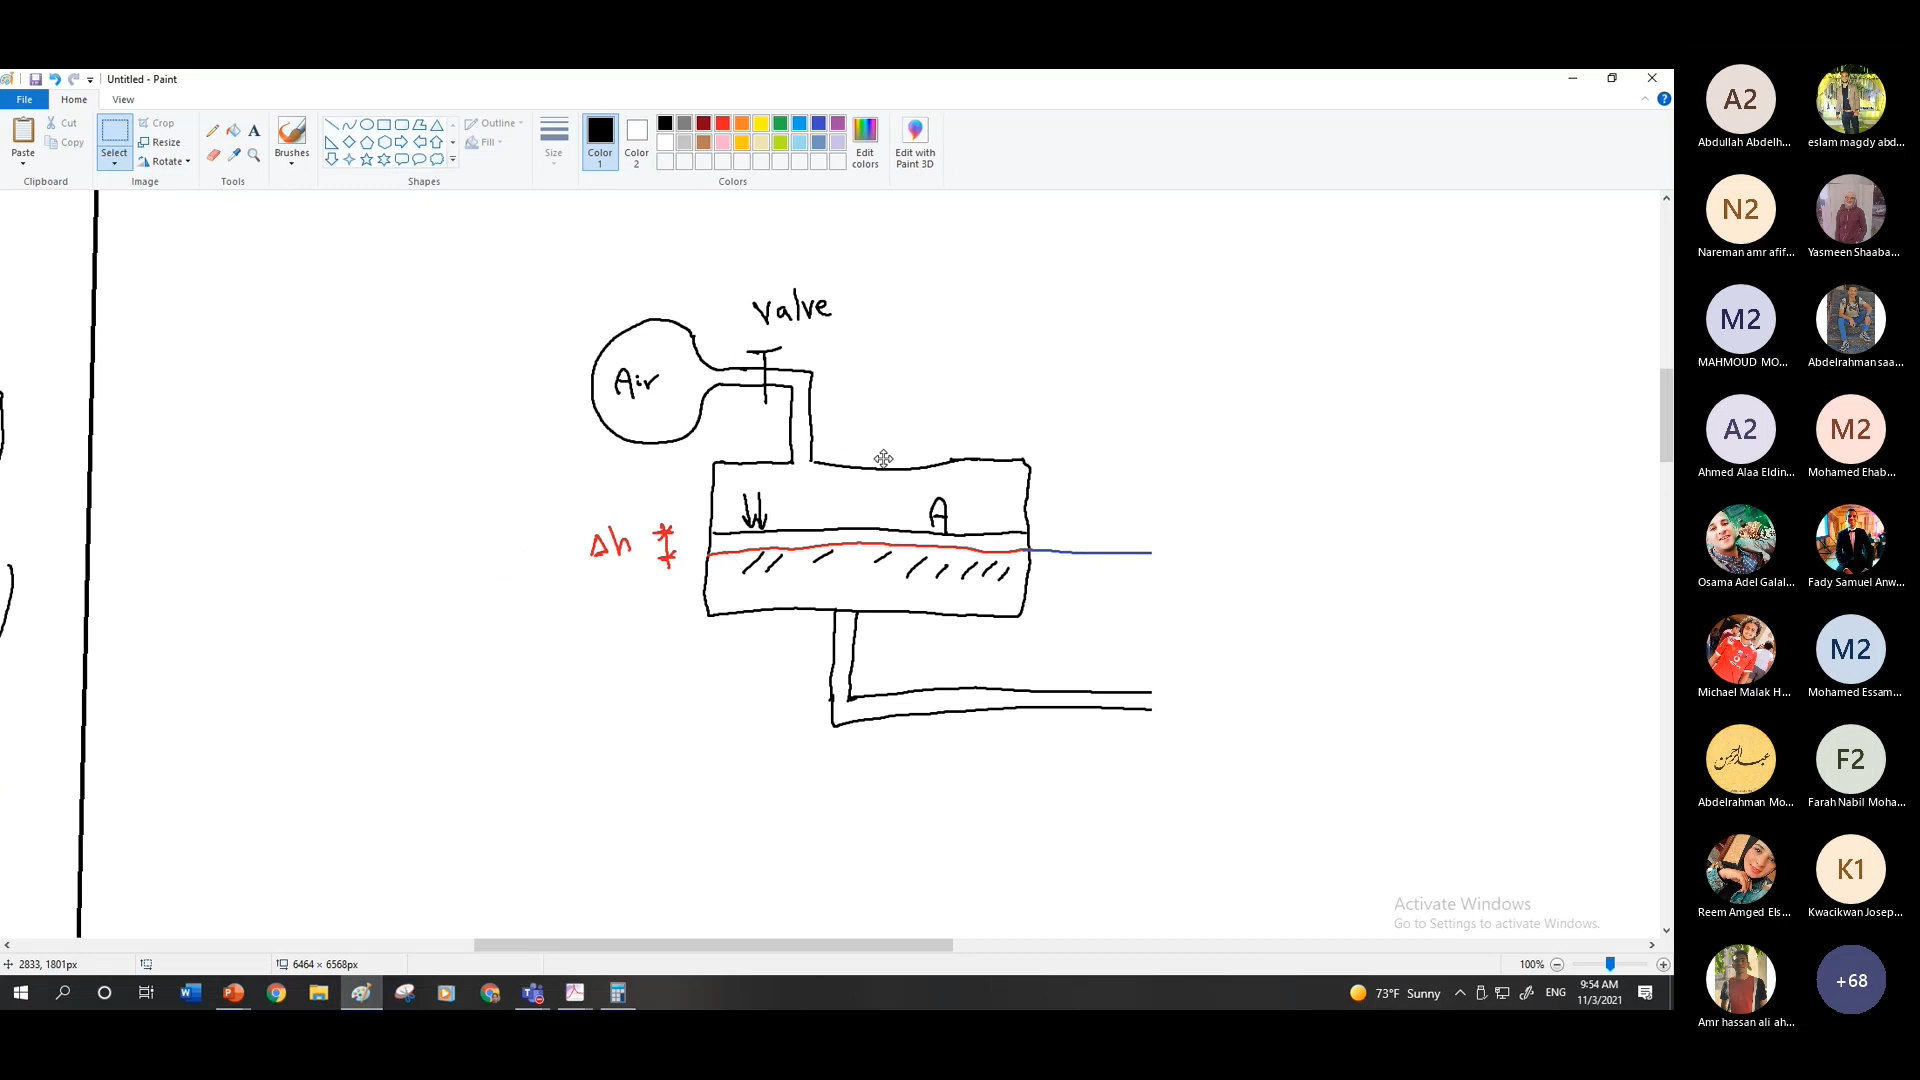 Untitled - Paint
File Home View
Paste
Cut
Copy
Clipboard
Select
Crop
Resize
Rotate
Image
Tools
Brushes
Shapes
Outline
Fill
Size
Color 1
Color 2
Colors
Edit colors
Edit with Paint 3D
valve
Air
W
A
Δh
Activate Windows
Go to Settings to activate Windows.
2833, 1801px
6464 × 6568px
100%
73°F Sunny
ENG
9:54 AM
11/3/2021
A2
Abdullah Abdelh...
eslam magdy abd...
N2
Nareman amr afif...
Yasmeen Shaaba...
M2
MAHMOUD MO...
Abdelrahman saa...
A2
Ahmed Alaa Eldin...
M2
Mohamed Ehab...
Osama Adel Galal...
Fady Samuel Anw...
Michael Malak H...
M2
Mohamed Essam...
عبدالرحمن
Abdelrahman Mo...
F2
Farah Nabil Moha...
Reem Amged Els...
K1
Kwacikwan Josep...
Amr hassan ali ah...
+68